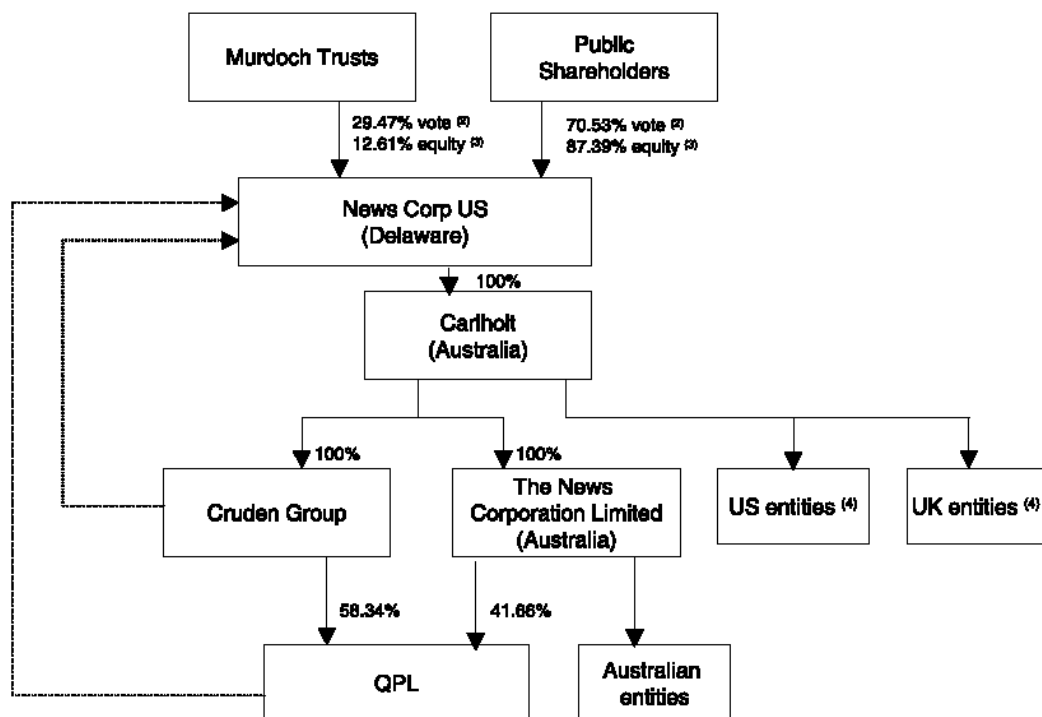 Murdoch Trusts
Public
Shareholders
29.47% vote (2)
12.61% equity (3)
70.53% vote (2)
87.39% equity (3)
News Corp US
(Delaware)
100%
Carlholt
(Australia)
100%
100%
Cruden Group
The News
Corporation Limited
(Australia)
US entities (4)
UK entities (4)
58.34%
41.66%
QPL
Australian
entities